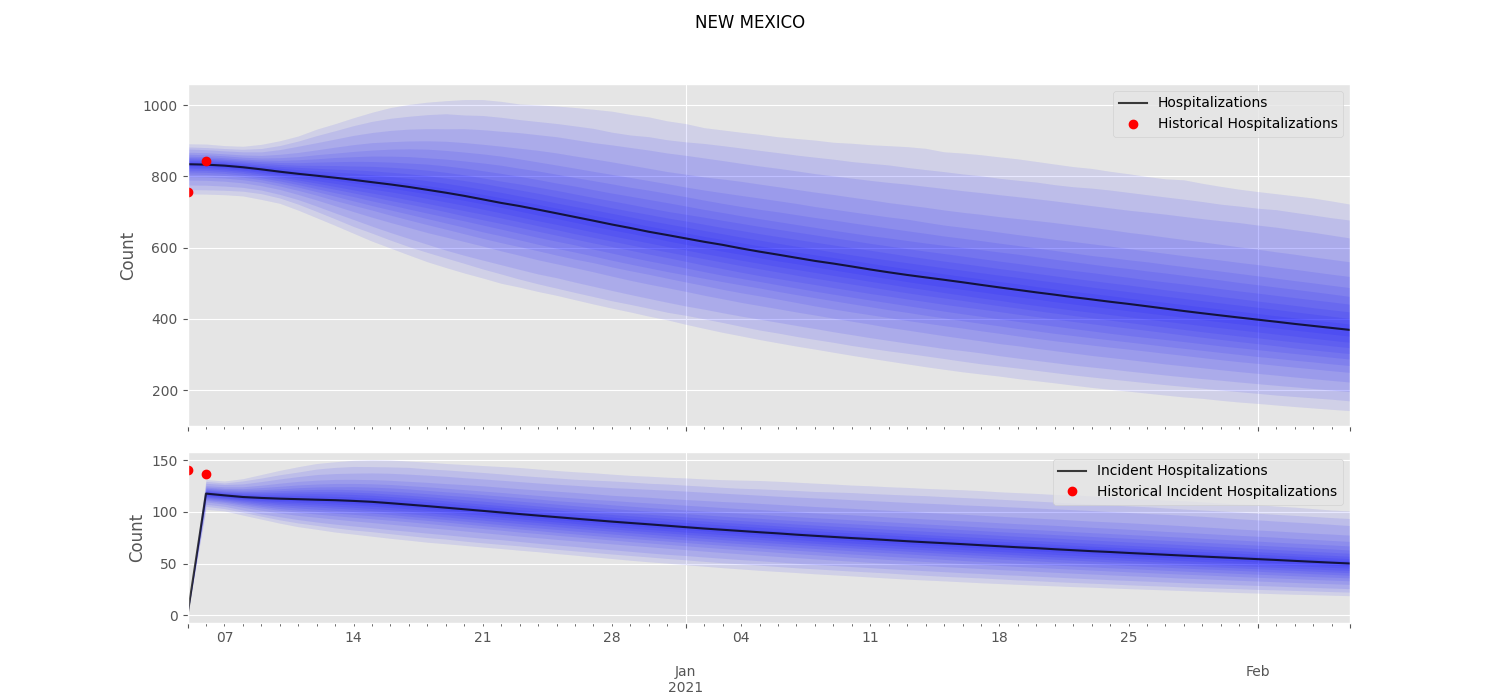 NEW MEXICO
1000
800
600
400
200
Count
Hospitalizations
Historical Hospitalizations
150
100
50
0
Count
Incident Hospitalizations
Historical Incident Hospitalizations
07 14 21 28 04 11 18 25
Jan Feb
2021